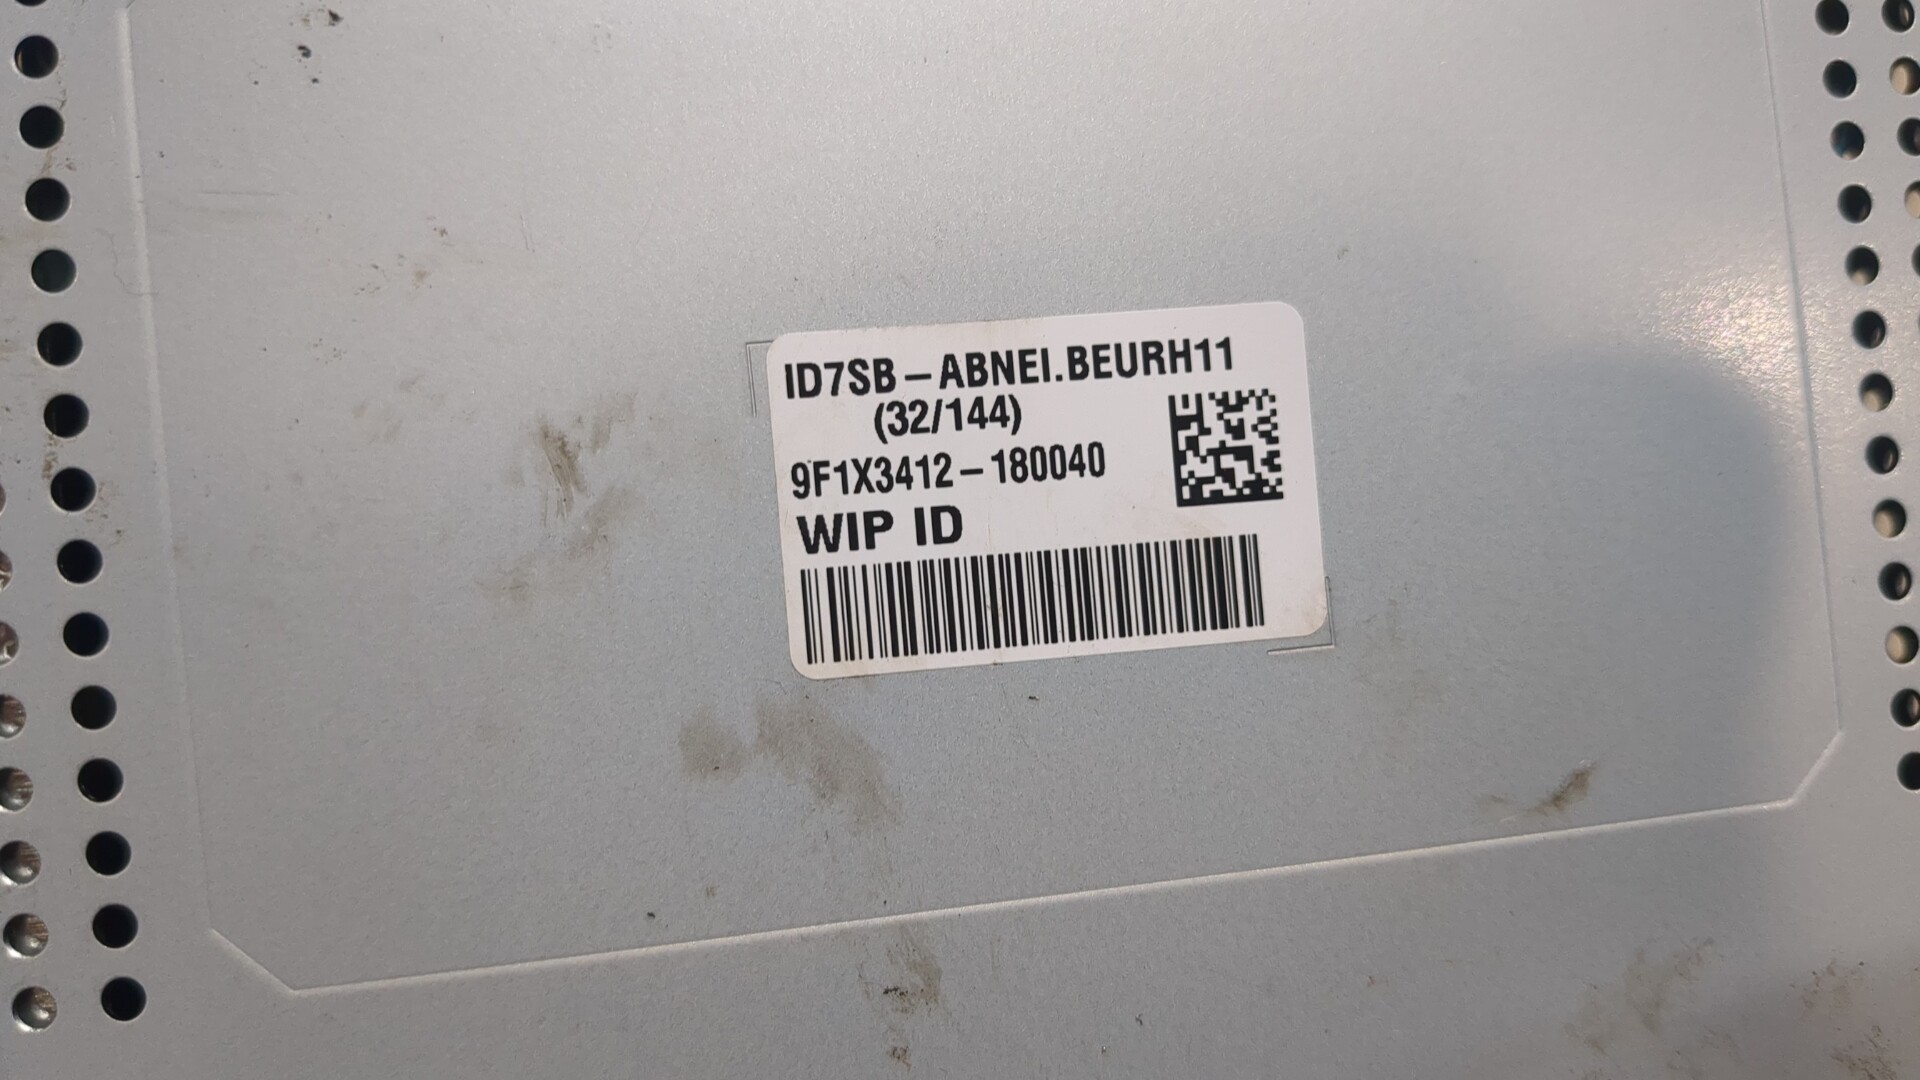 ID7SB-ABNEI.BEURH11
(32/144)
9F1X3412-180040
WIP ID